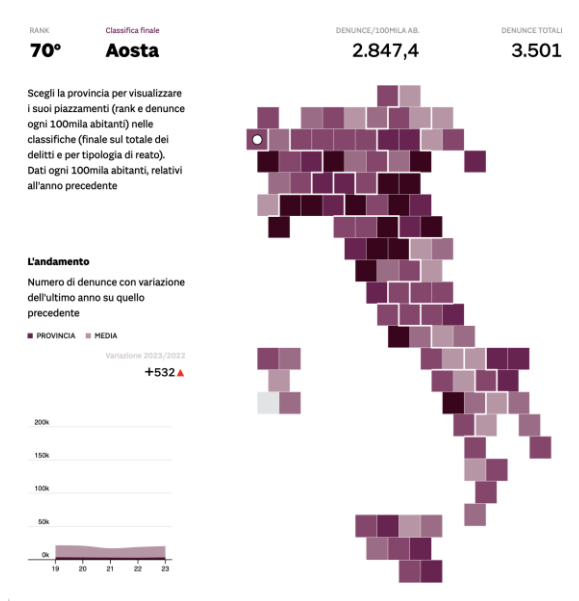 RANK
Classifica finale
DENUNCE/100MILA AB.
DENUNCE TOTALI
70°
Aosta
2.847,4
3.501
Scegli la provincia per visualizzare
i suoi piazzamenti (rank e denunce
ogni 100mila abitanti) nelle
classifiche (finale sul totale dei
delitti e per tipologia di reato).
Dati ogni 100mila abitanti, relativi
all'anno precedente
L'andamento
Numero di denunce con variazione
dell'ultimo anno su quello
precedente
PROVINCIA MEDIA
Variazione 2023/2022
+532▲
200k
150k
100k
50k
0k
19 20 21 22 23